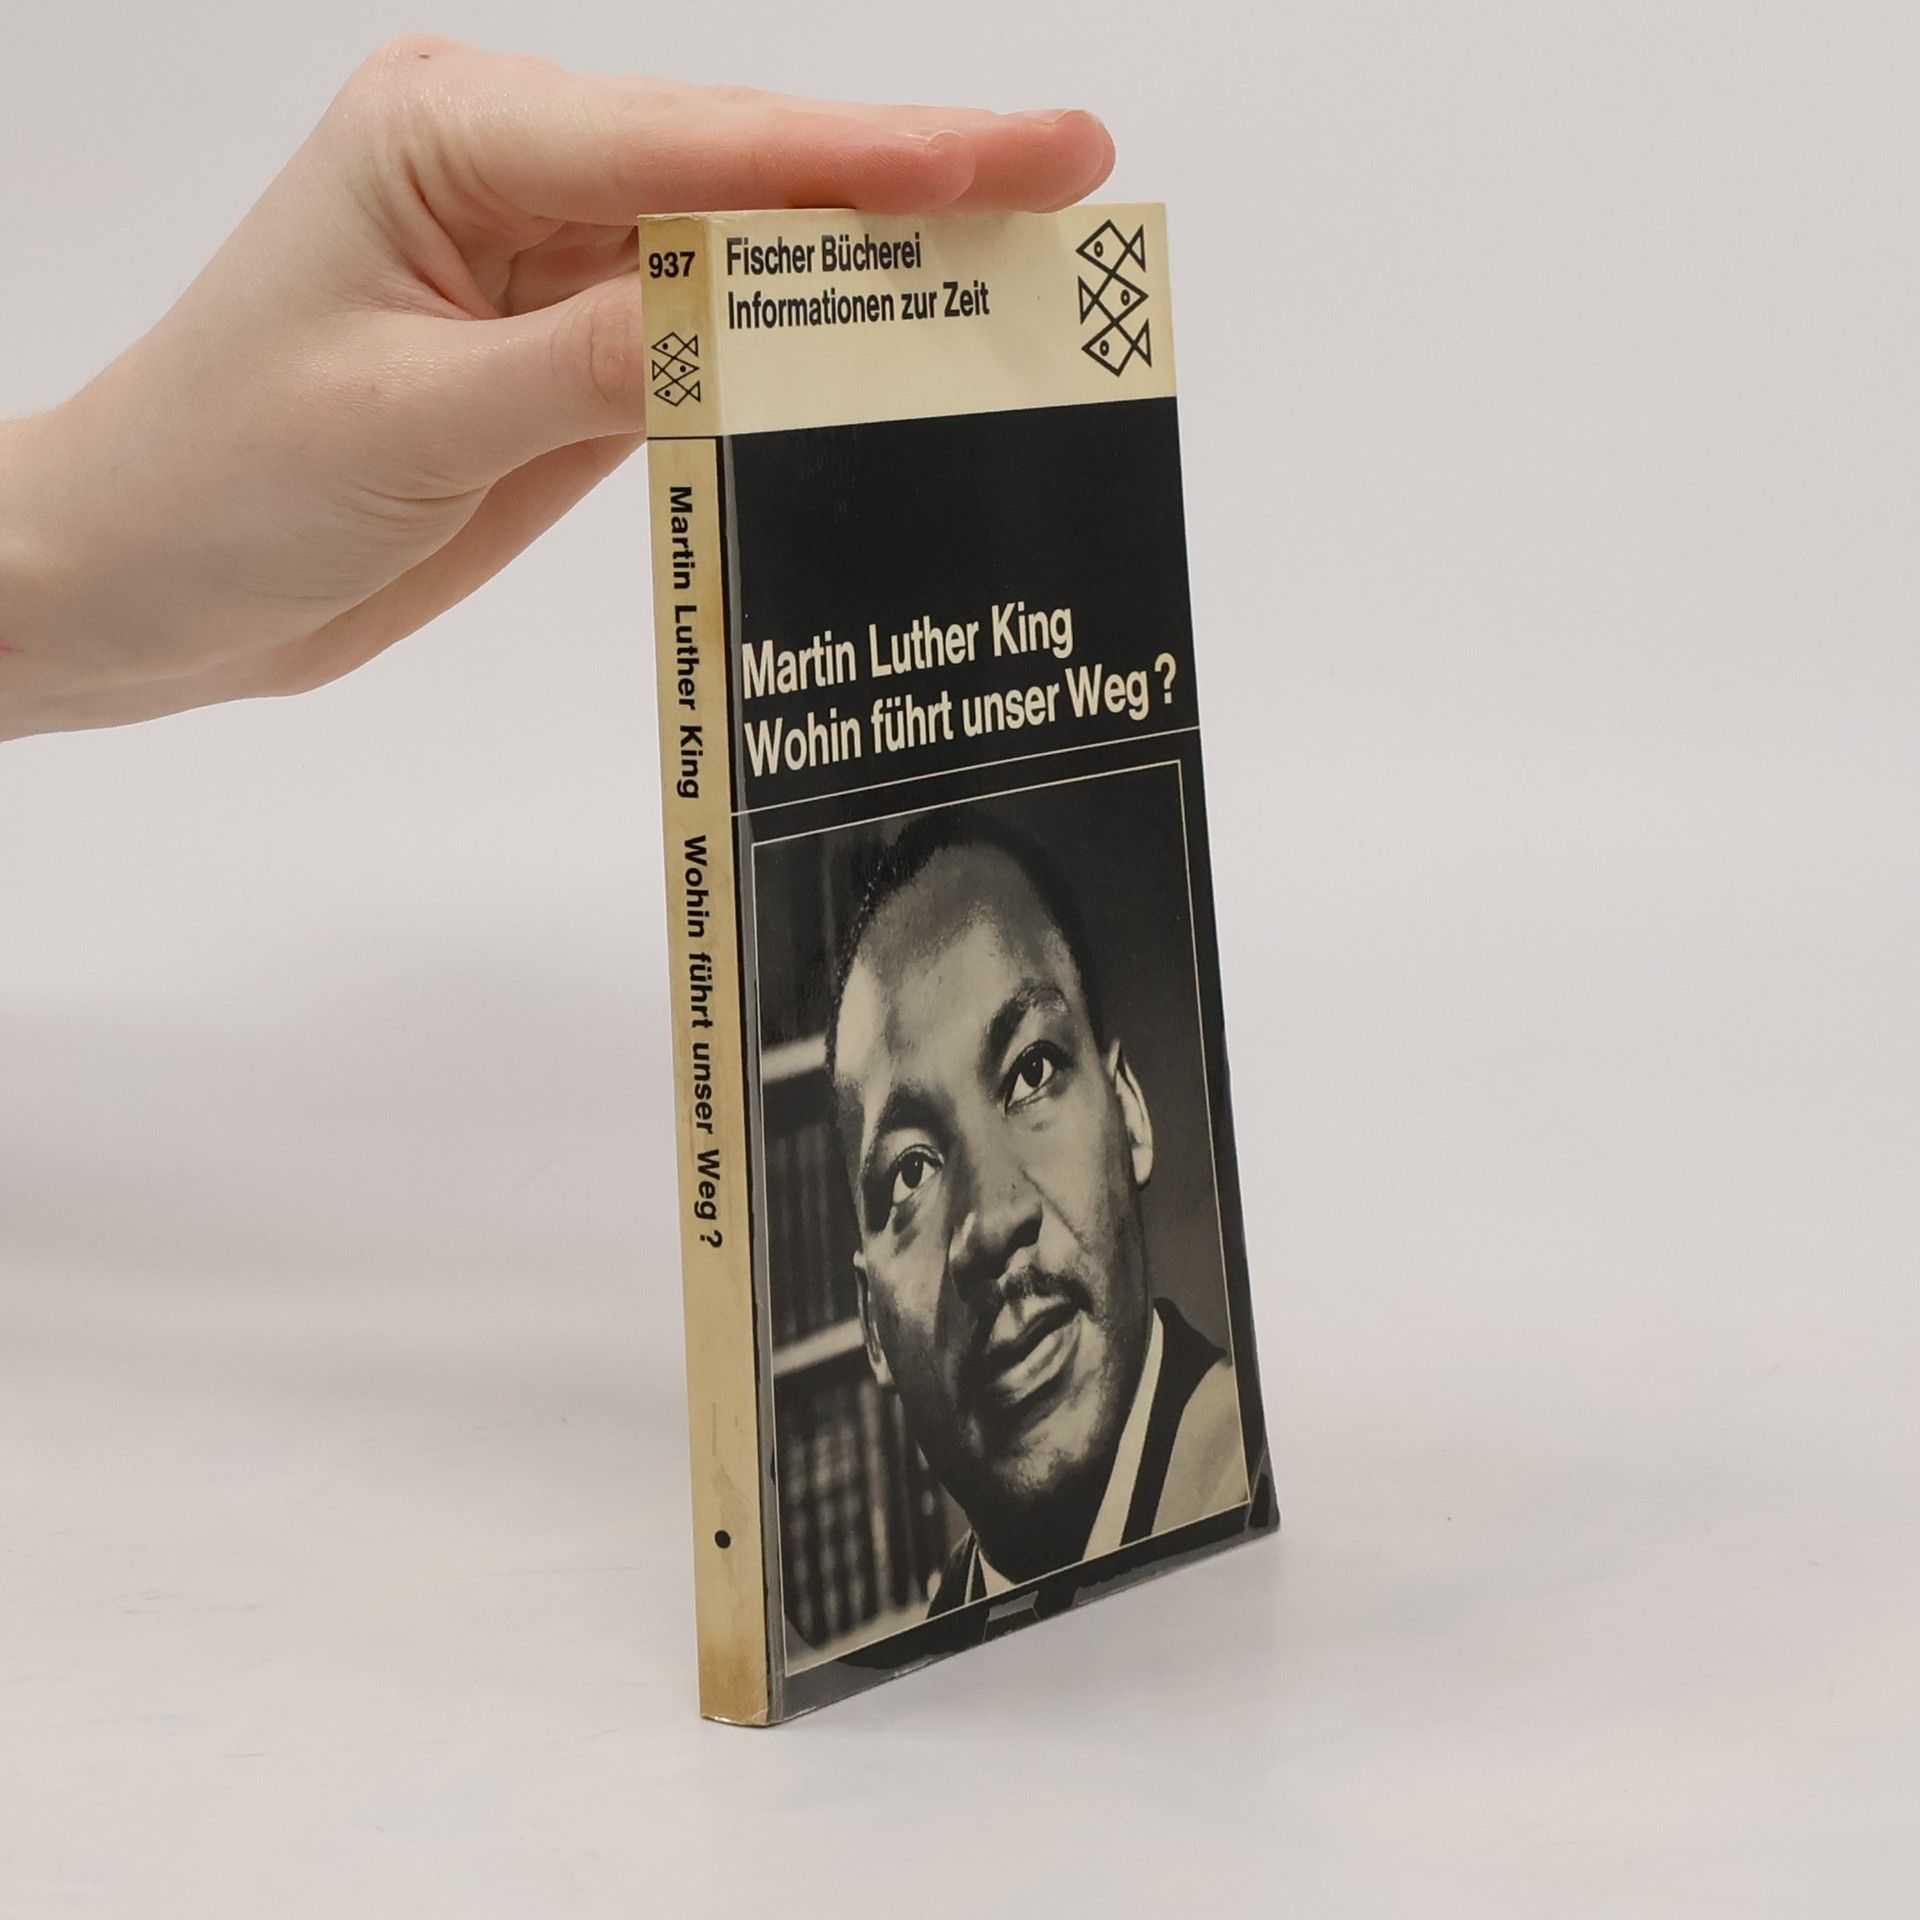 937
Martin Luther King Wohin führt unser Weg?
Fischer Bücherei
Informationen zur Zeit
Martin Luther King
Wohin führt unser Weg?